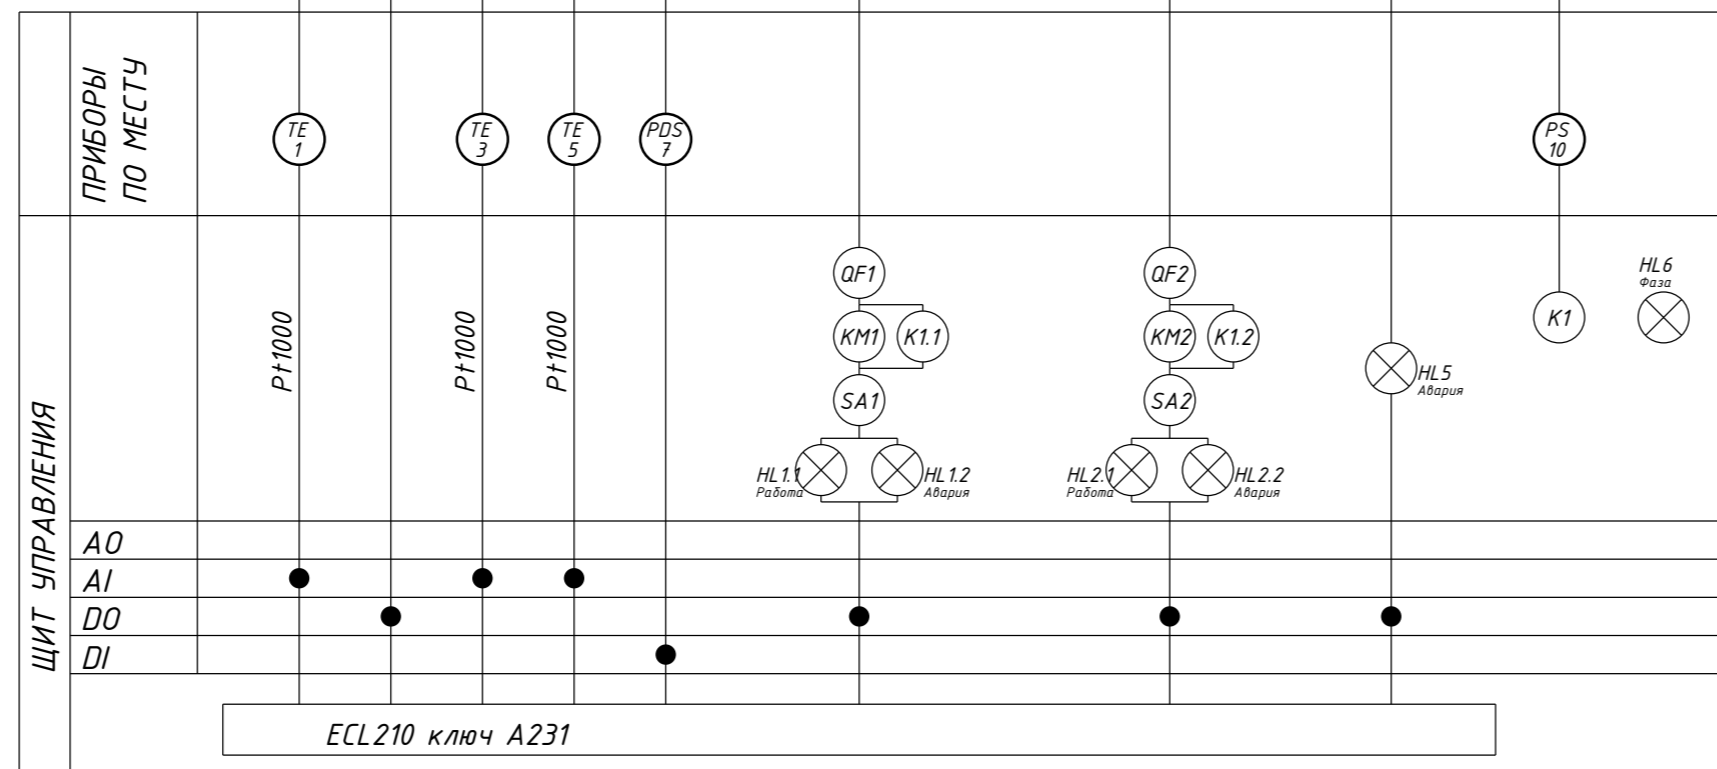 ПРИБОРЫ
ПО МЕСТУ
TE
1
TE
3
TE
5
PDS
7
PS
10
ЩИТ УПРАВЛЕНИЯ
Pt1000
Pt1000
Pt1000
QF1
KM1
K1.1
SA1
HL1.1
Работа
HL1.2
Авария
QF2
KM2
K1.2
SA2
HL2.1
Работа
HL2.2
Авария
HL5
Авария
K1
HL6
Фаза
AO
AI
DO
DI
ECL210 ключ A231